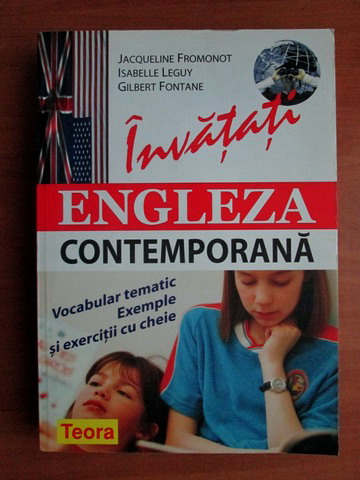 JACQUELINE FROMONOT
ISABELLE LEGUY
GILBERT FONTANE
Învățați
ENGLEZA
CONTEMPORANĂ
Vocabular tematic
Exemple
și exerciții cu cheie
Teora